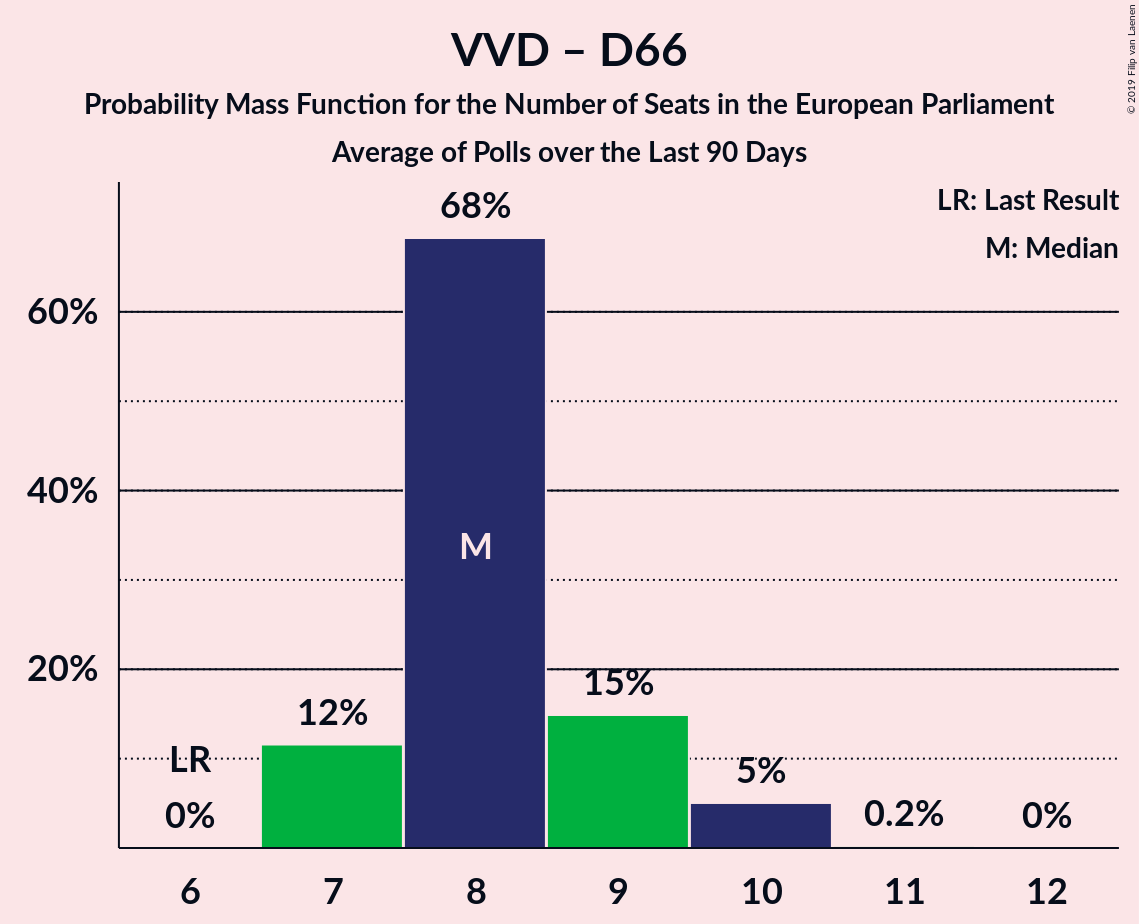 VVD – D66
Probability Mass Function for the Number of Seats in the European Parliament
Average of Polls over the Last 90 Days
© 2019 Filip van Laenen
LR: Last Result
M: Median
68%
60%
40%
M
20%
15%
12%
LR
5%
0%
0.2%
0%
6 7 8 9 10 11 12